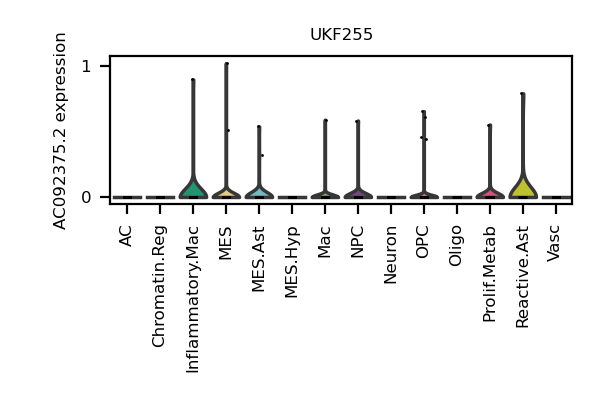 UKF255
AC092375.2 expression
1
0
AC
Chromatin.Reg
Inflammatory.Mac
MES
MES.Ast
MES.Hyp
Mac
NPC
Neuron
OPC
Oligo
Prolif.Metab
Reactive.Ast
Vasc